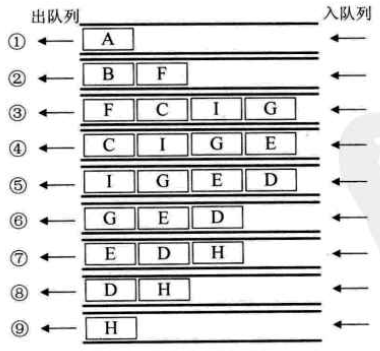 出队列 入队列
① A
② B F
③ F C I G
④ C I G E
⑤ I G E D
⑥ G E D
⑦ E D H
⑧ D H
⑨ H